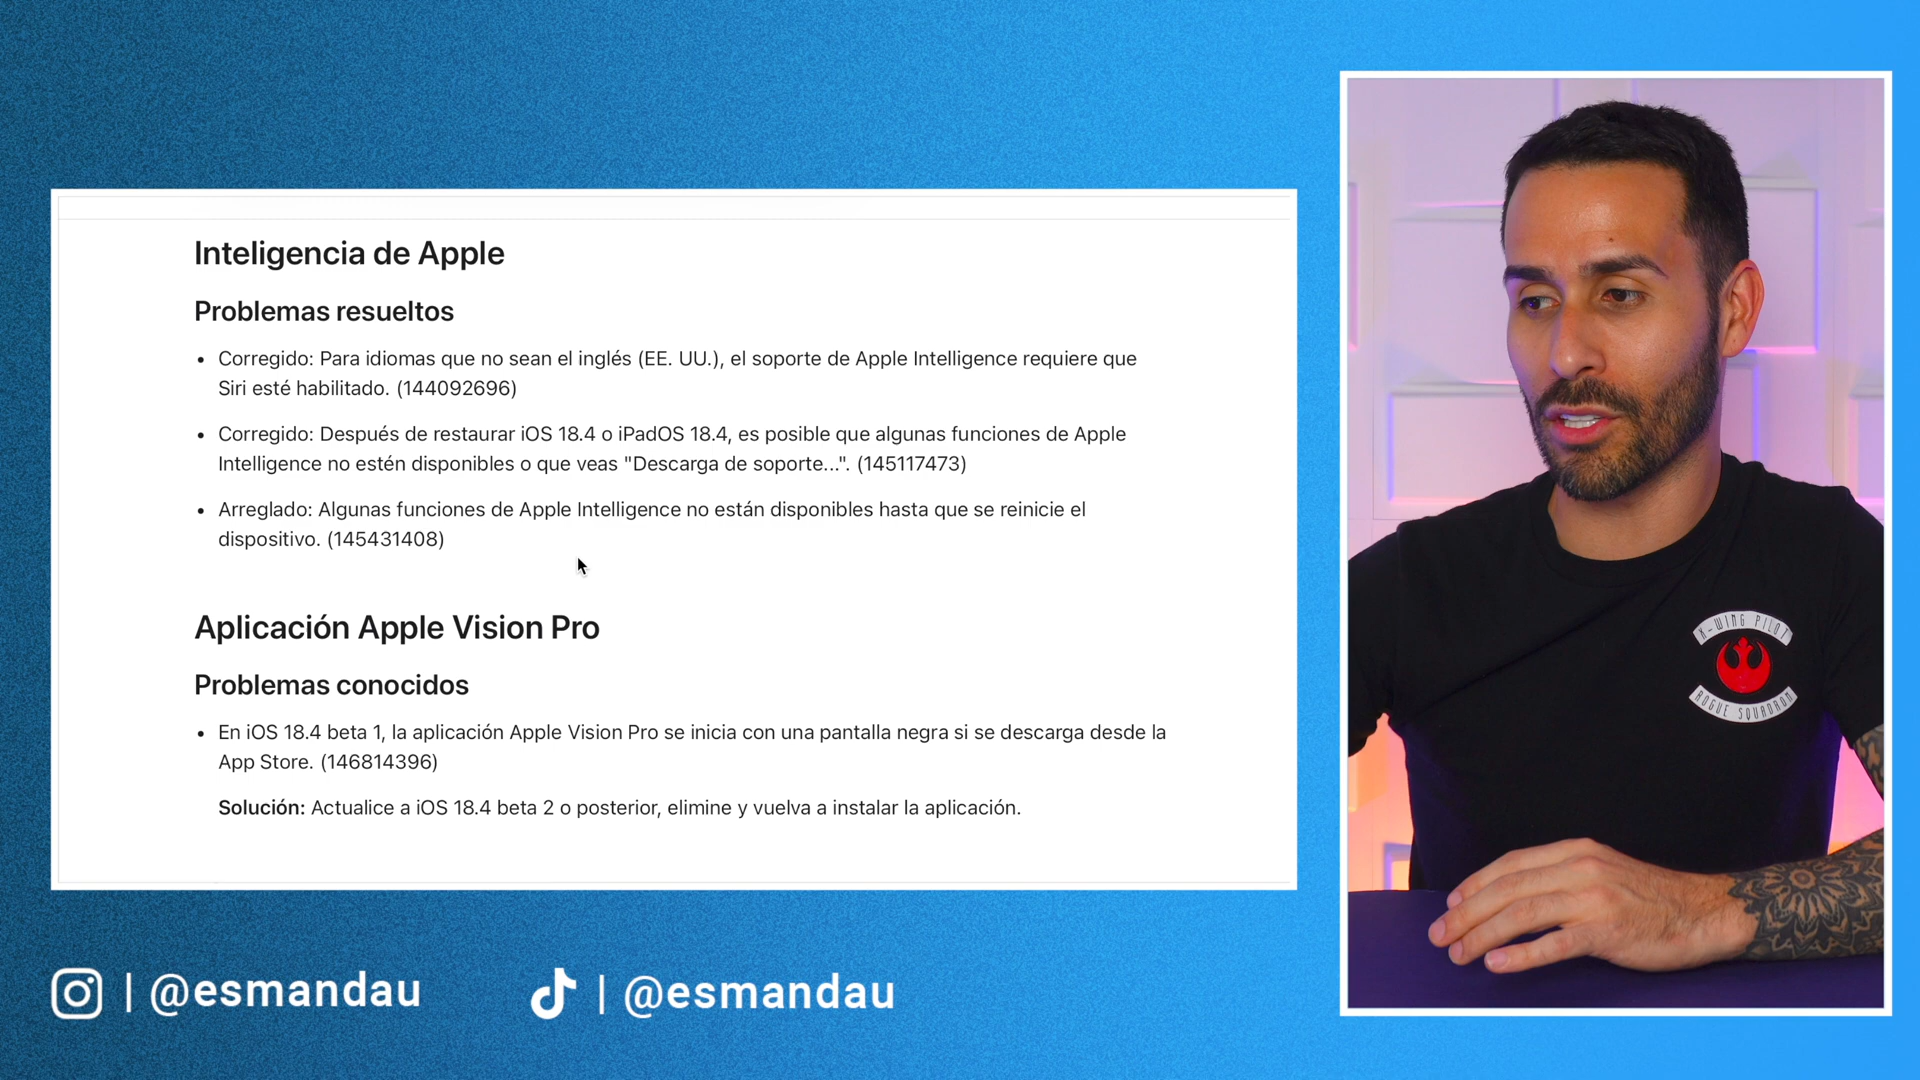 Inteligencia de Apple
Problemas resueltos
• Corregido: Para idiomas que no sean el inglés (EE. UU.), el soporte de Apple Intelligence requiere que
Siri esté habilitado. (144092696)
• Corregido: Después de restaurar iOS 18.4 o iPadOS 18.4, es posible que algunas funciones de Apple
Intelligence no estén disponibles o que veas "Descarga de soporte...". (145117473)
• Arreglado: Algunas funciones de Apple Intelligence no están disponibles hasta que se reinicie el
dispositivo. (145431408)
Aplicación Apple Vision Pro
Problemas conocidos
• En iOS 18.4 beta 1, la aplicación Apple Vision Pro se inicia con una pantalla negra si se descarga desde la
App Store. (146814396)
Solución: Actualice a iOS 18.4 beta 2 o posterior, elimine y vuelva a instalar la aplicación.
| @esmandau
| @esmandau
X-WING PILOT
ROGUE SQUADRON